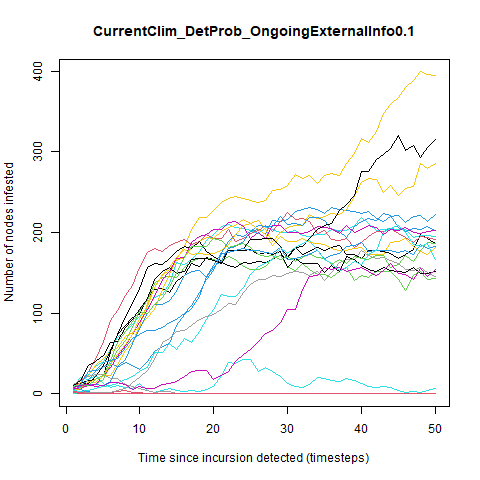 CurrentClim_DetProb_OngoingExternalInfo0.1
Number of nodes infested
400
300
200
100
0
0 10 20 30 40 50
Time since incursion detected (timesteps)